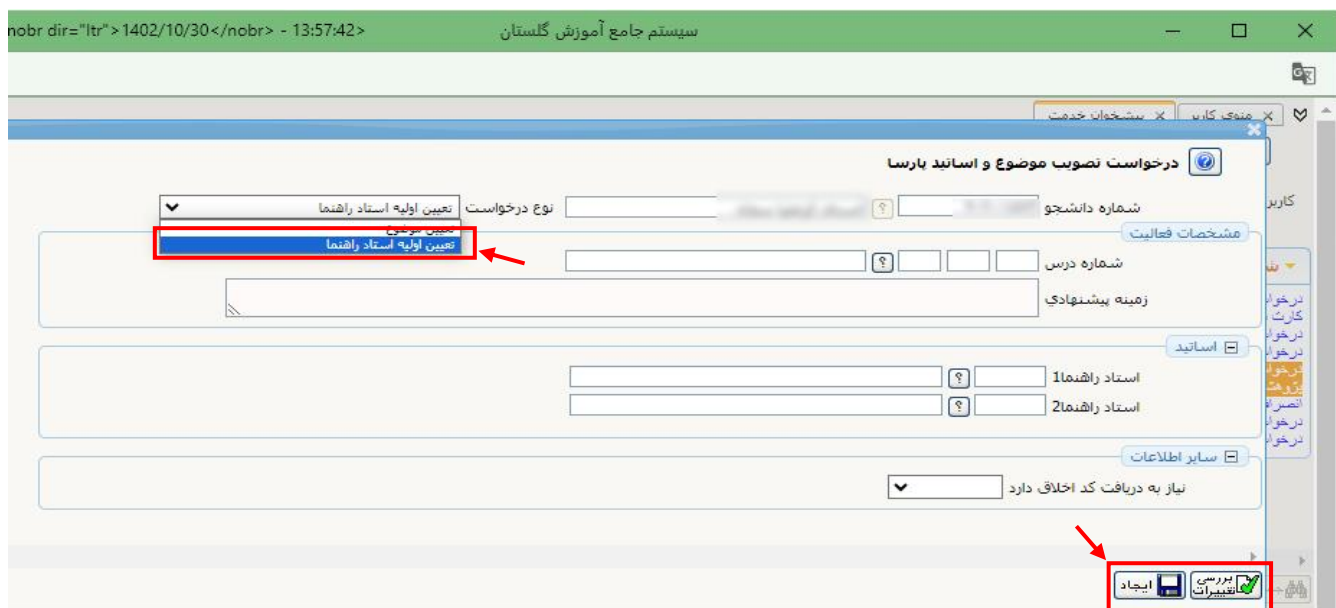 nobr dir="ltr">1402/10/30</nobr> - 13:57:42>
سیستم جامع آموزش گلستان
منوی کاربر
پیشخوان خدمت
درخواست تصویب موضوع و اساتید پارسا
کاربر
شماره دانشجو
نوع درخواست
تعیین اولیه استاد راهنما
تعیین موضوع
تعیین اولیه استاد راهنما
مشخصات فعالیت
شماره درس
زمینه پیشنهادي
اساتید
استاد راهنما1
استاد راهنما2
سایر اطلاعات
نیاز به دریافت کد اخلاق دارد
بررسی تغییرات
ایجاد